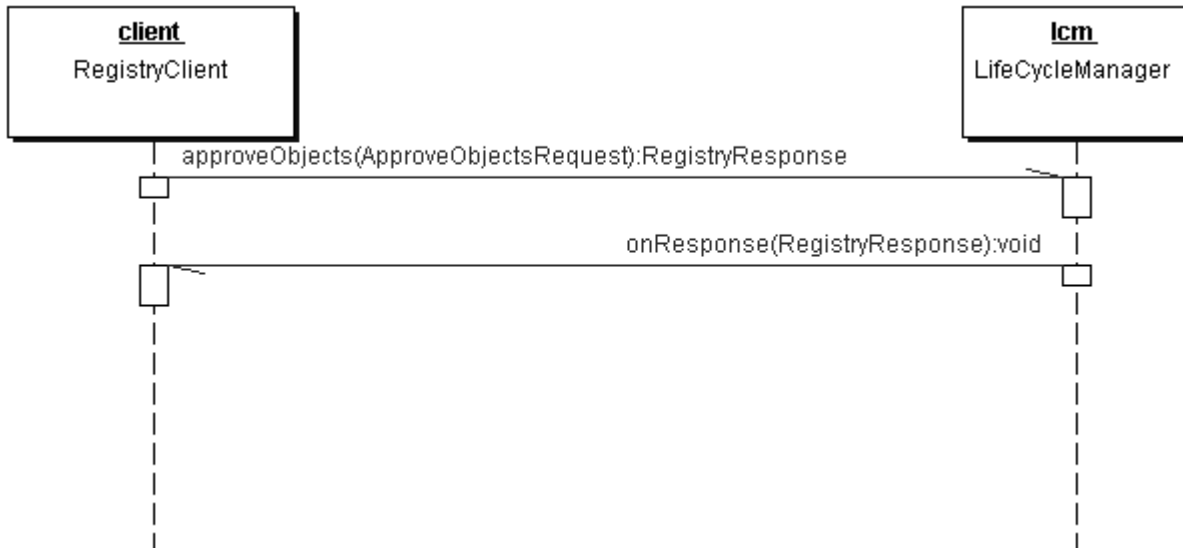 client
RegistryClient
lcm
LifeCycleManager
approveObjects(ApproveObjectsRequest):RegistryResponse
onResponse(RegistryResponse):void